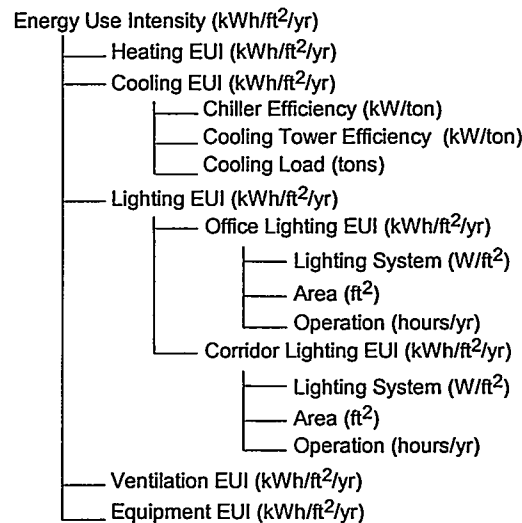 Energy Use Intensity (kWh/ft²/yr)
Heating EUI (kWh/ft²/yr)
Cooling EUI (kWh/ft²/yr)
Chiller Efficiency (kW/ton)
Cooling Tower Efficiency (kW/ton)
Cooling Load (tons)
Lighting EUI (kWh/ft²/yr)
Office Lighting EUI (kWh/ft²/yr)
Lighting System (W/ft²)
Area (ft²)
Operation (hours/yr)
Corridor Lighting EUI (kWh/ft²/yr)
Lighting System (W/ft²)
Area (ft²)
Operation (hours/yr)
Ventilation EUI (kWh/ft²/yr)
Equipment EUI (kWh/ft²/yr)